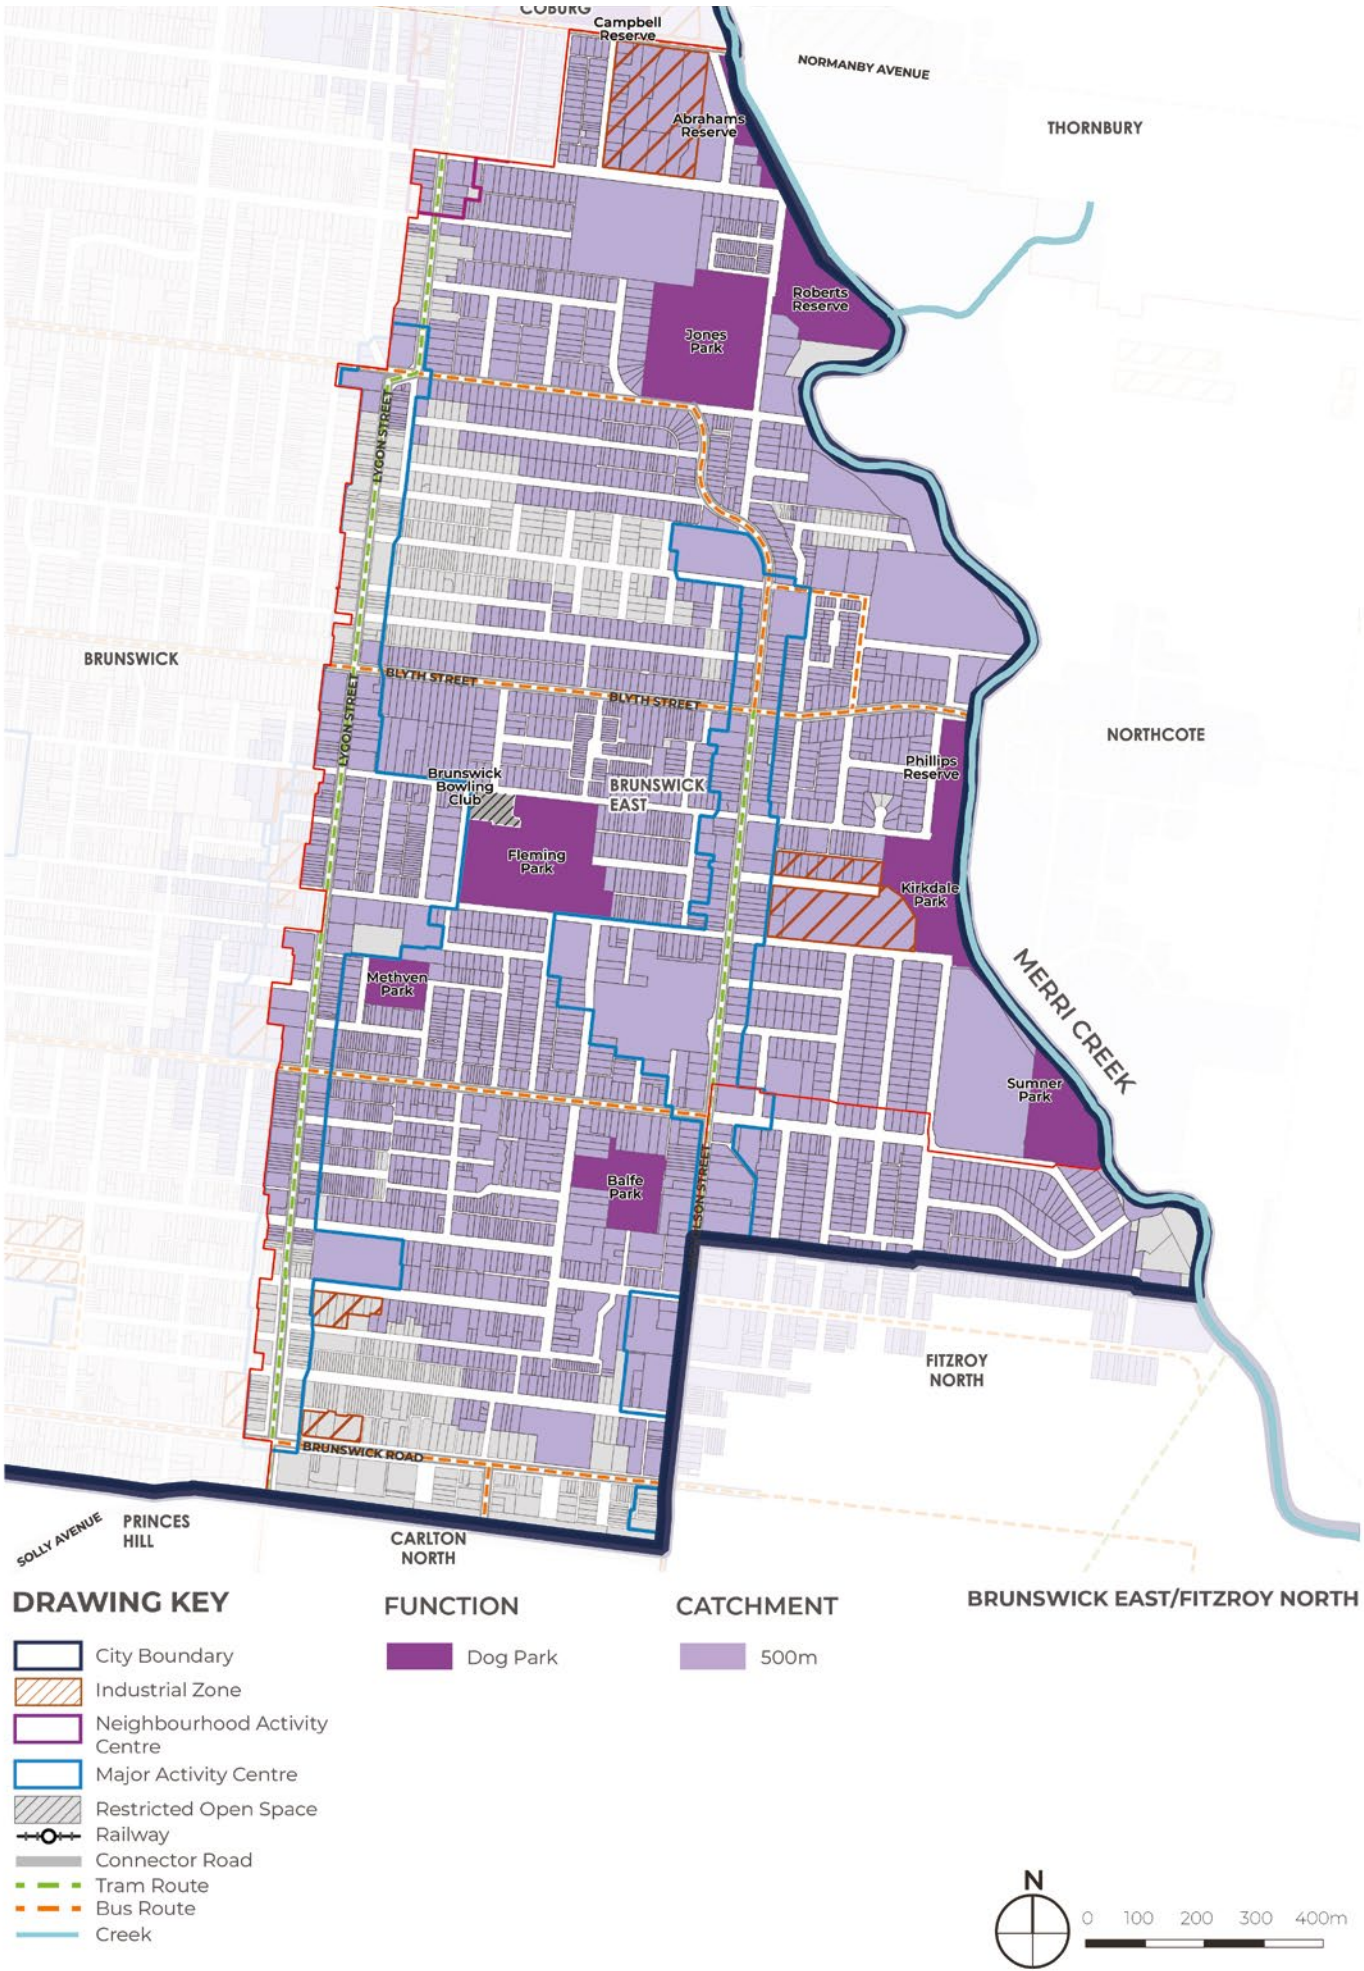 COBURG
Campbell
Reserve
NORMANBY AVENUE
THORNBURY
Abrahams
Reserve
Roberts
Reserve
Jones
Park
LYGON STREET
BRUNSWICK
BLYTH STREET
BLYTH STREET
LYGON STREET
NORTHCOTE
Phillips
Reserve
Brunswick
Bowling
Club
BRUNSWICK
EAST
Fleming
Park
Kirkdale
Park
Methven
Park
MERRI CREEK
Sumner
Park
Balfe
Park
LSON STREET
FITZROY
NORTH
BRUNSWICK ROAD
SOLLY AVENUE
PRINCES
HILL
CARLTON
NORTH
DRAWING KEY
City Boundary
Industrial Zone
Neighbourhood Activity
Centre
Major Activity Centre
Restricted Open Space
Railway
Connector Road
Tram Route
Bus Route
Creek
FUNCTION
Dog Park
CATCHMENT
500m
BRUNSWICK EAST/FITZROY NORTH
N
0 100 200 300 400m